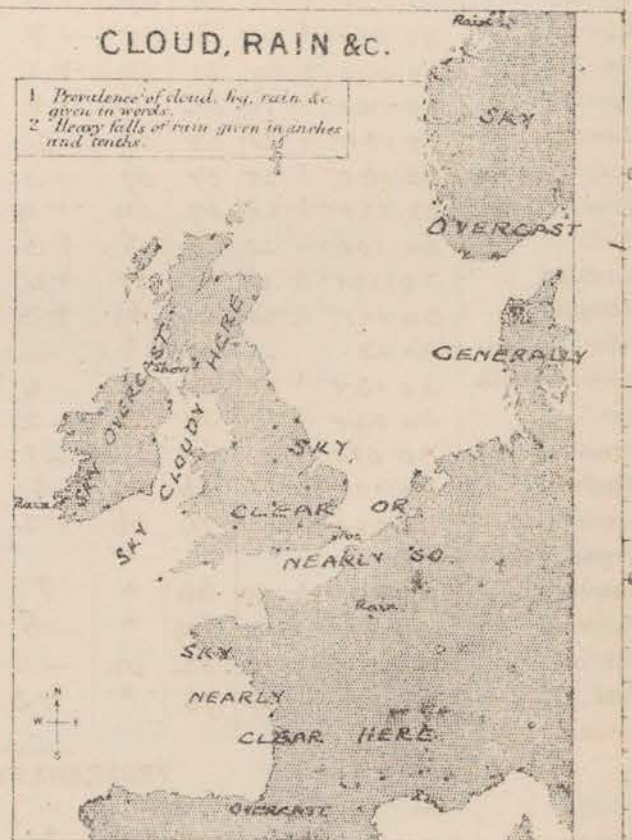 CLOUD, RAIN &c.
1 Prevalence of cloud, fog, rain &c
given in words.
2 Heavy falls of rain given in inches
and tenths.
Rain
SKY
OVERCAST
GENERALLY
SKY OVERCAST
SKY CLOUDY HERE
Rain
SKY
CLEAR OR
NEARLY SO
Rain
SKY
NEARLY
CLEAR HERE
OVERCAST
N
W
E
S